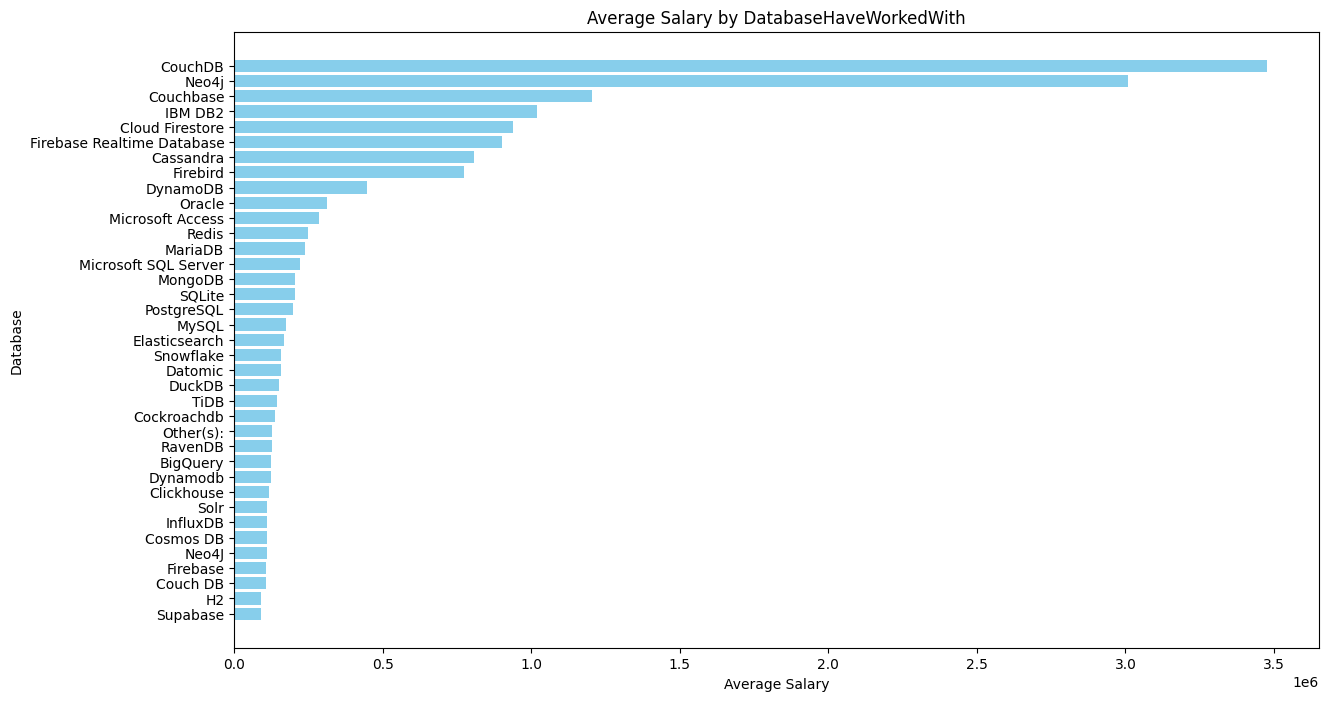 Average Salary by DatabaseHaveWorkedWith
CouchDB
Neo4j
Couchbase
IBM DB2
Cloud Firestore
Firebase Realtime Database
Cassandra
Firebird
DynamoDB
Oracle
Microsoft Access
Redis
MariaDB
Microsoft SQL Server
MongoDB
SQLite
PostgreSQL
MySQL
Elasticsearch
Snowflake
Datomic
DuckDB
TiDB
Cockroachdb
Other(s):
RavenDB
BigQuery
Dynamodb
Clickhouse
Solr
InfluxDB
Cosmos DB
Neo4J
Firebase
Couch DB
H2
Supabase
Database
0.0 0.5 1.0 1.5 2.0 2.5 3.0 3.5
1e6
Average Salary